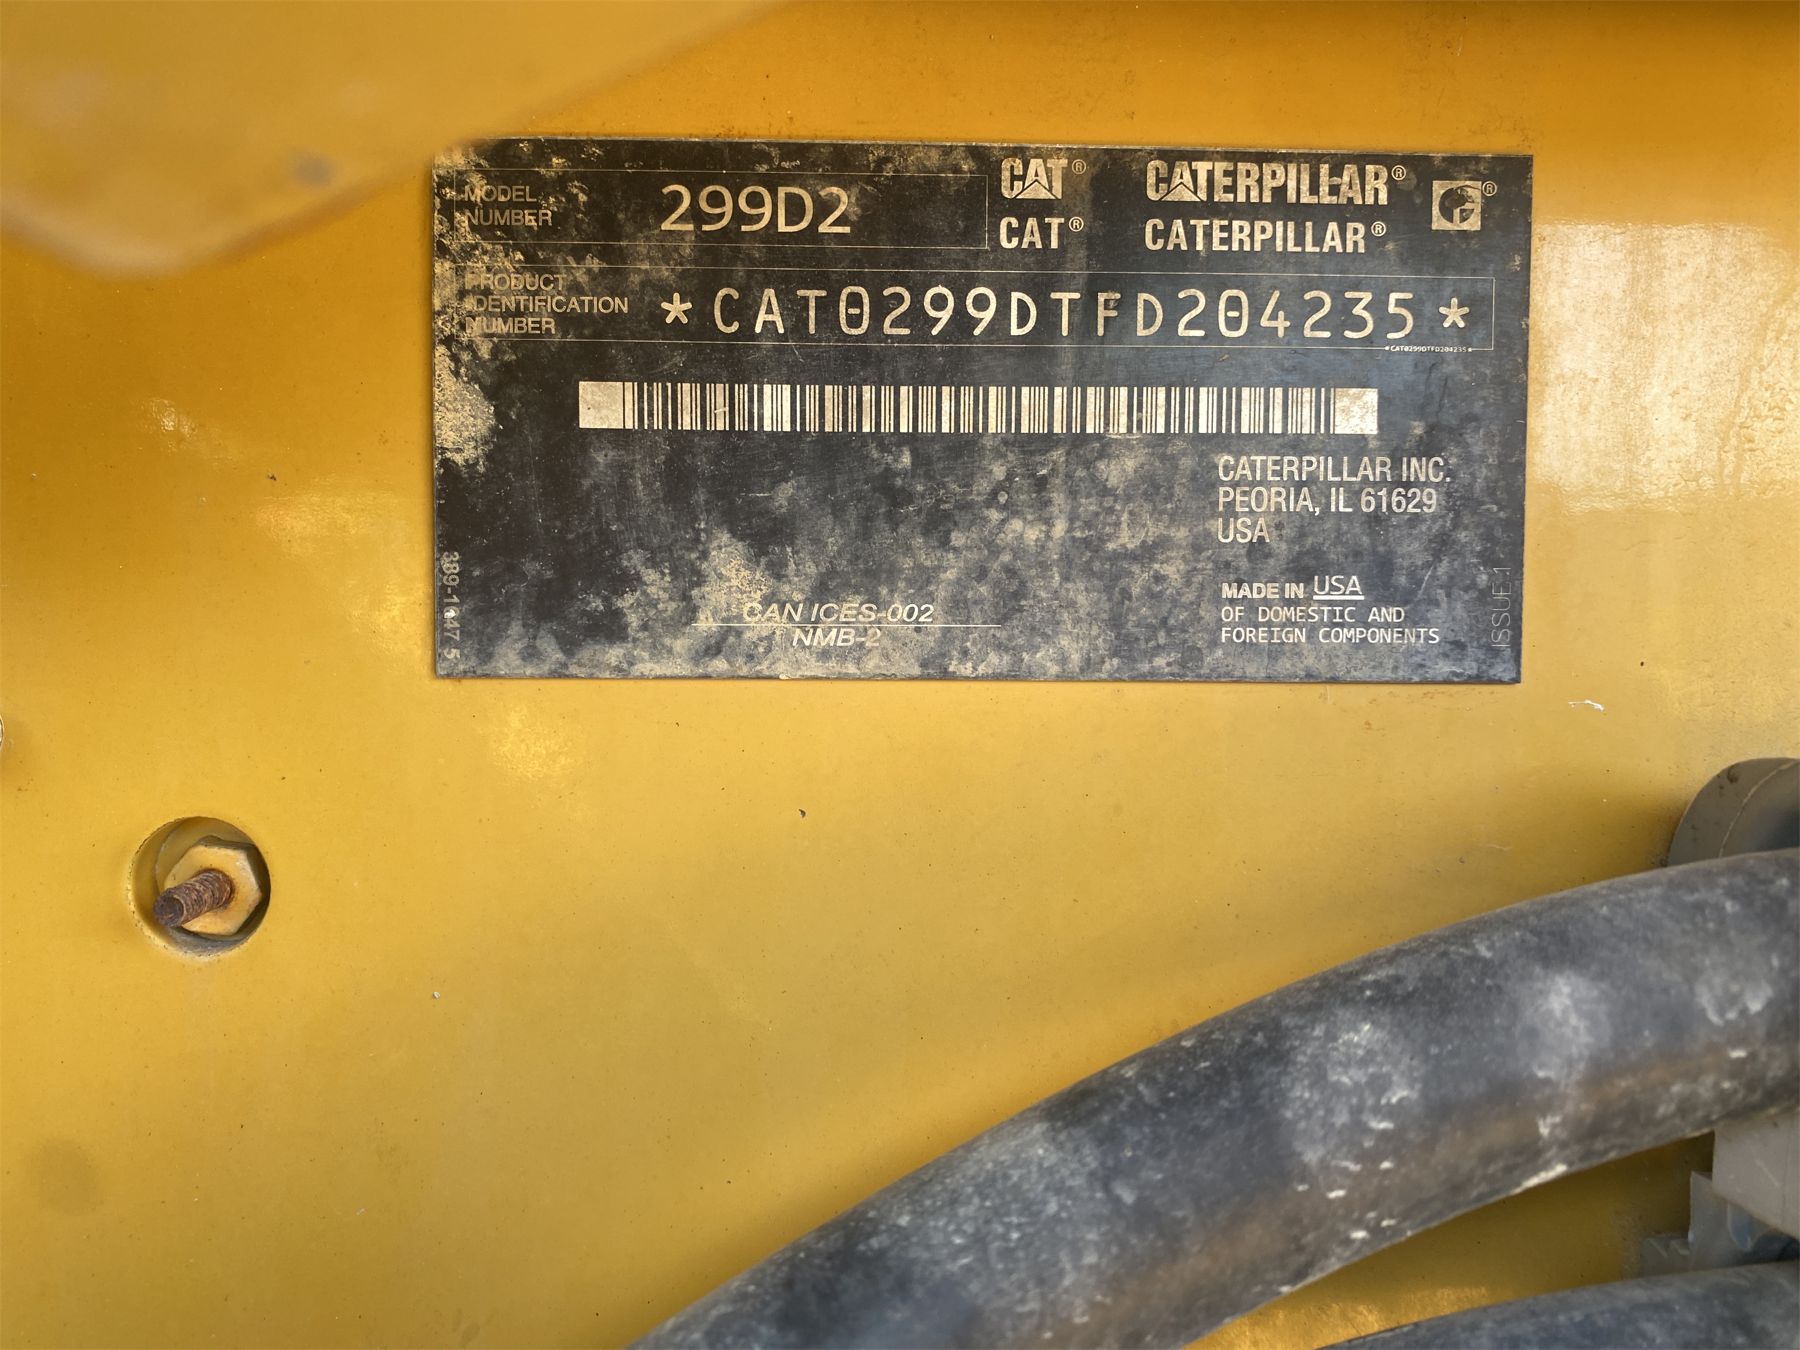 MODEL NUMBER 299D2
CAT® CATERPILLAR®
CAT® CATERPILLAR®
PRODUCT IDENTIFICATION NUMBER *CAT0299DTFD204235*
*CAT0299DTFD204235*
CATERPILLAR INC.
PEORIA, IL 61629
USA
MADE IN USA
OF DOMESTIC AND
FOREIGN COMPONENTS
CAN ICES-002
NMB-2
ISSUE:1